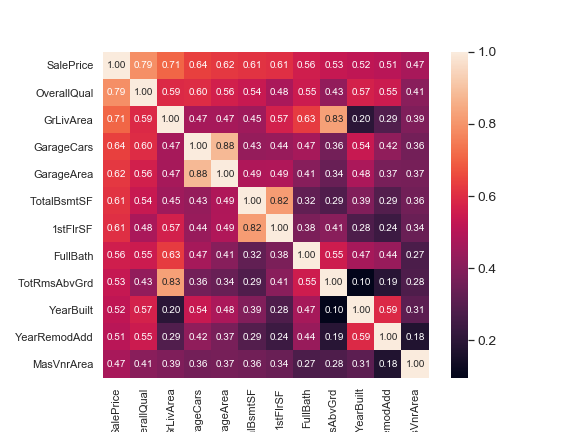 SalePrice 1.00 0.79 0.71 0.64 0.62 0.61 0.61 0.56 0.53 0.52 0.51 0.47
OverallQual 0.79 1.00 0.59 0.60 0.56 0.54 0.48 0.55 0.43 0.57 0.55 0.41
GrLivArea 0.71 0.59 1.00 0.47 0.47 0.45 0.57 0.63 0.83 0.20 0.29 0.39
GarageCars 0.64 0.60 0.47 1.00 0.88 0.43 0.44 0.47 0.36 0.54 0.42 0.36
GarageArea 0.62 0.56 0.47 0.88 1.00 0.49 0.49 0.41 0.34 0.48 0.37 0.37
TotalBsmtSF 0.61 0.54 0.45 0.43 0.49 1.00 0.82 0.32 0.29 0.39 0.29 0.36
1stFlrSF 0.61 0.48 0.57 0.44 0.49 0.82 1.00 0.38 0.41 0.28 0.24 0.34
FullBath 0.56 0.55 0.63 0.47 0.41 0.32 0.38 1.00 0.55 0.47 0.44 0.27
TotRmsAbvGrd 0.53 0.43 0.83 0.36 0.34 0.29 0.41 0.55 1.00 0.10 0.19 0.28
YearBuilt 0.52 0.57 0.20 0.54 0.48 0.39 0.28 0.47 0.10 1.00 0.59 0.31
YearRemodAdd 0.51 0.55 0.29 0.42 0.37 0.29 0.24 0.44 0.19 0.59 1.00 0.18
MasVnrArea 0.47 0.41 0.39 0.36 0.37 0.36 0.34 0.27 0.28 0.31 0.18 1.00
SalePrice
erallQual
GrLivArea
rageCars
ageArea
lBsmtSF
1stFlrSF
FullBath
sAbvGrd
YearBuilt
emodAdd
sVnrArea
1.0
0.8
0.6
0.4
0.2